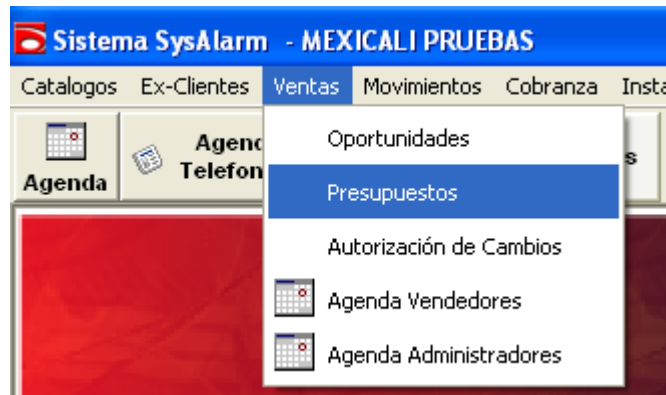 Sistema SysAlarm - MEXICALI PRUEBAS
Catalogos Ex-Clientes Ventas Movimientos Cobranza
Agenda
Telefon
Oportunidades
Presupuestos
Autorización de Cambios
Agenda Vendedores
Agenda Administradores